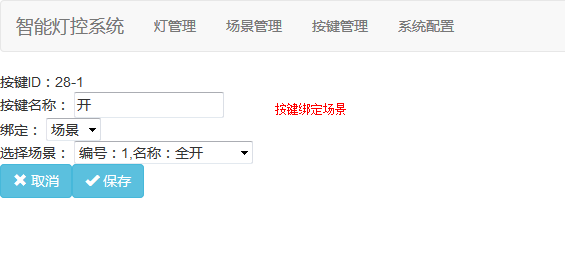 智能灯控系统 灯管理 场景管理 按键管理 系统配置
按键ID：28-1
按键名称： 开
按键绑定场景
绑定： 场景
选择场景： 编号：1,名称：全开
取消 保存